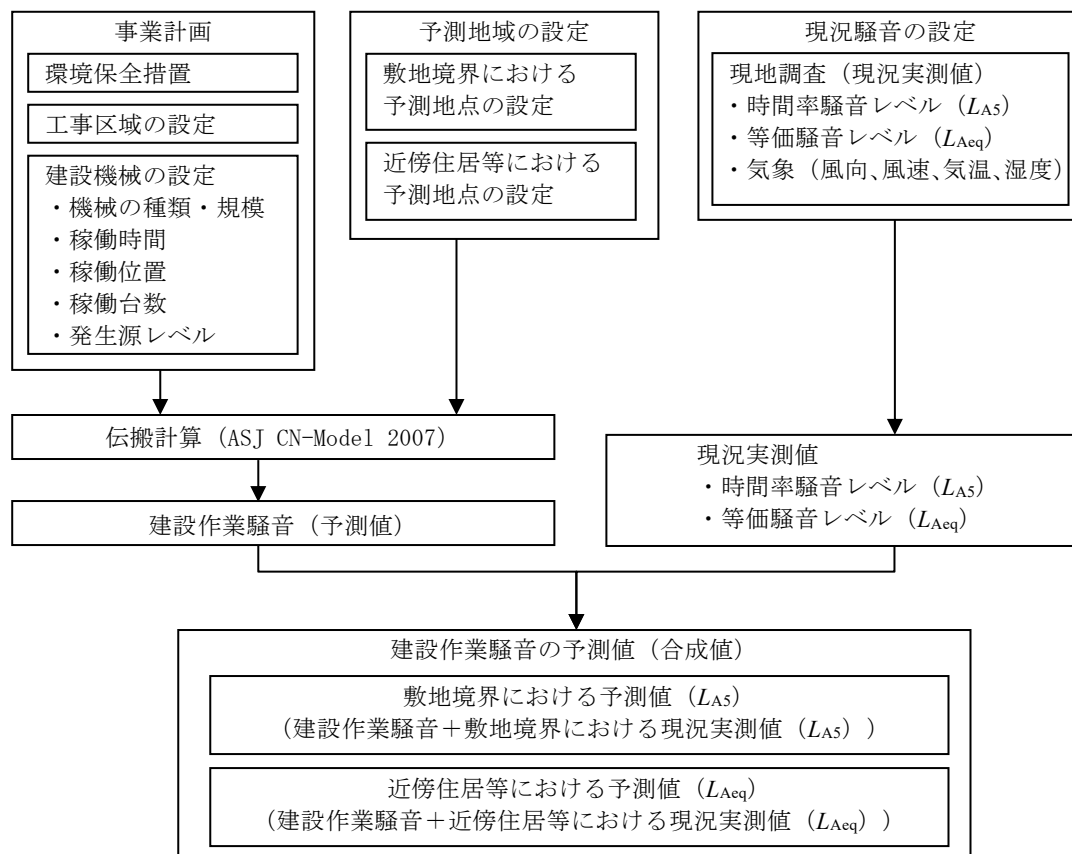 事業計画
環境保全措置
工事区域の設定
建設機械の設定
・機械の種類・規模
・稼働時間
・稼働位置
・稼働台数
・発生源レベル
予測地域の設定
敷地境界における
予測地点の設定
近傍住居等における
予測地点の設定
現況騒音の設定
現地調査（現況実測値）
・時間率騒音レベル（LA5）
・等価騒音レベル（LAeq）
・気象（風向、風速、気温、湿度）
伝搬計算（ASJ CN-Model 2007）
建設作業騒音（予測値）
現況実測値
・時間率騒音レベル（LA5）
・等価騒音レベル（LAeq）
建設作業騒音の予測値（合成値）
敷地境界における予測値（LA5）
（建設作業騒音＋敷地境界における現況実測値（LA5））
近傍住居等における予測値（LAeq）
（建設作業騒音＋近傍住居等における現況実測値（LAeq））